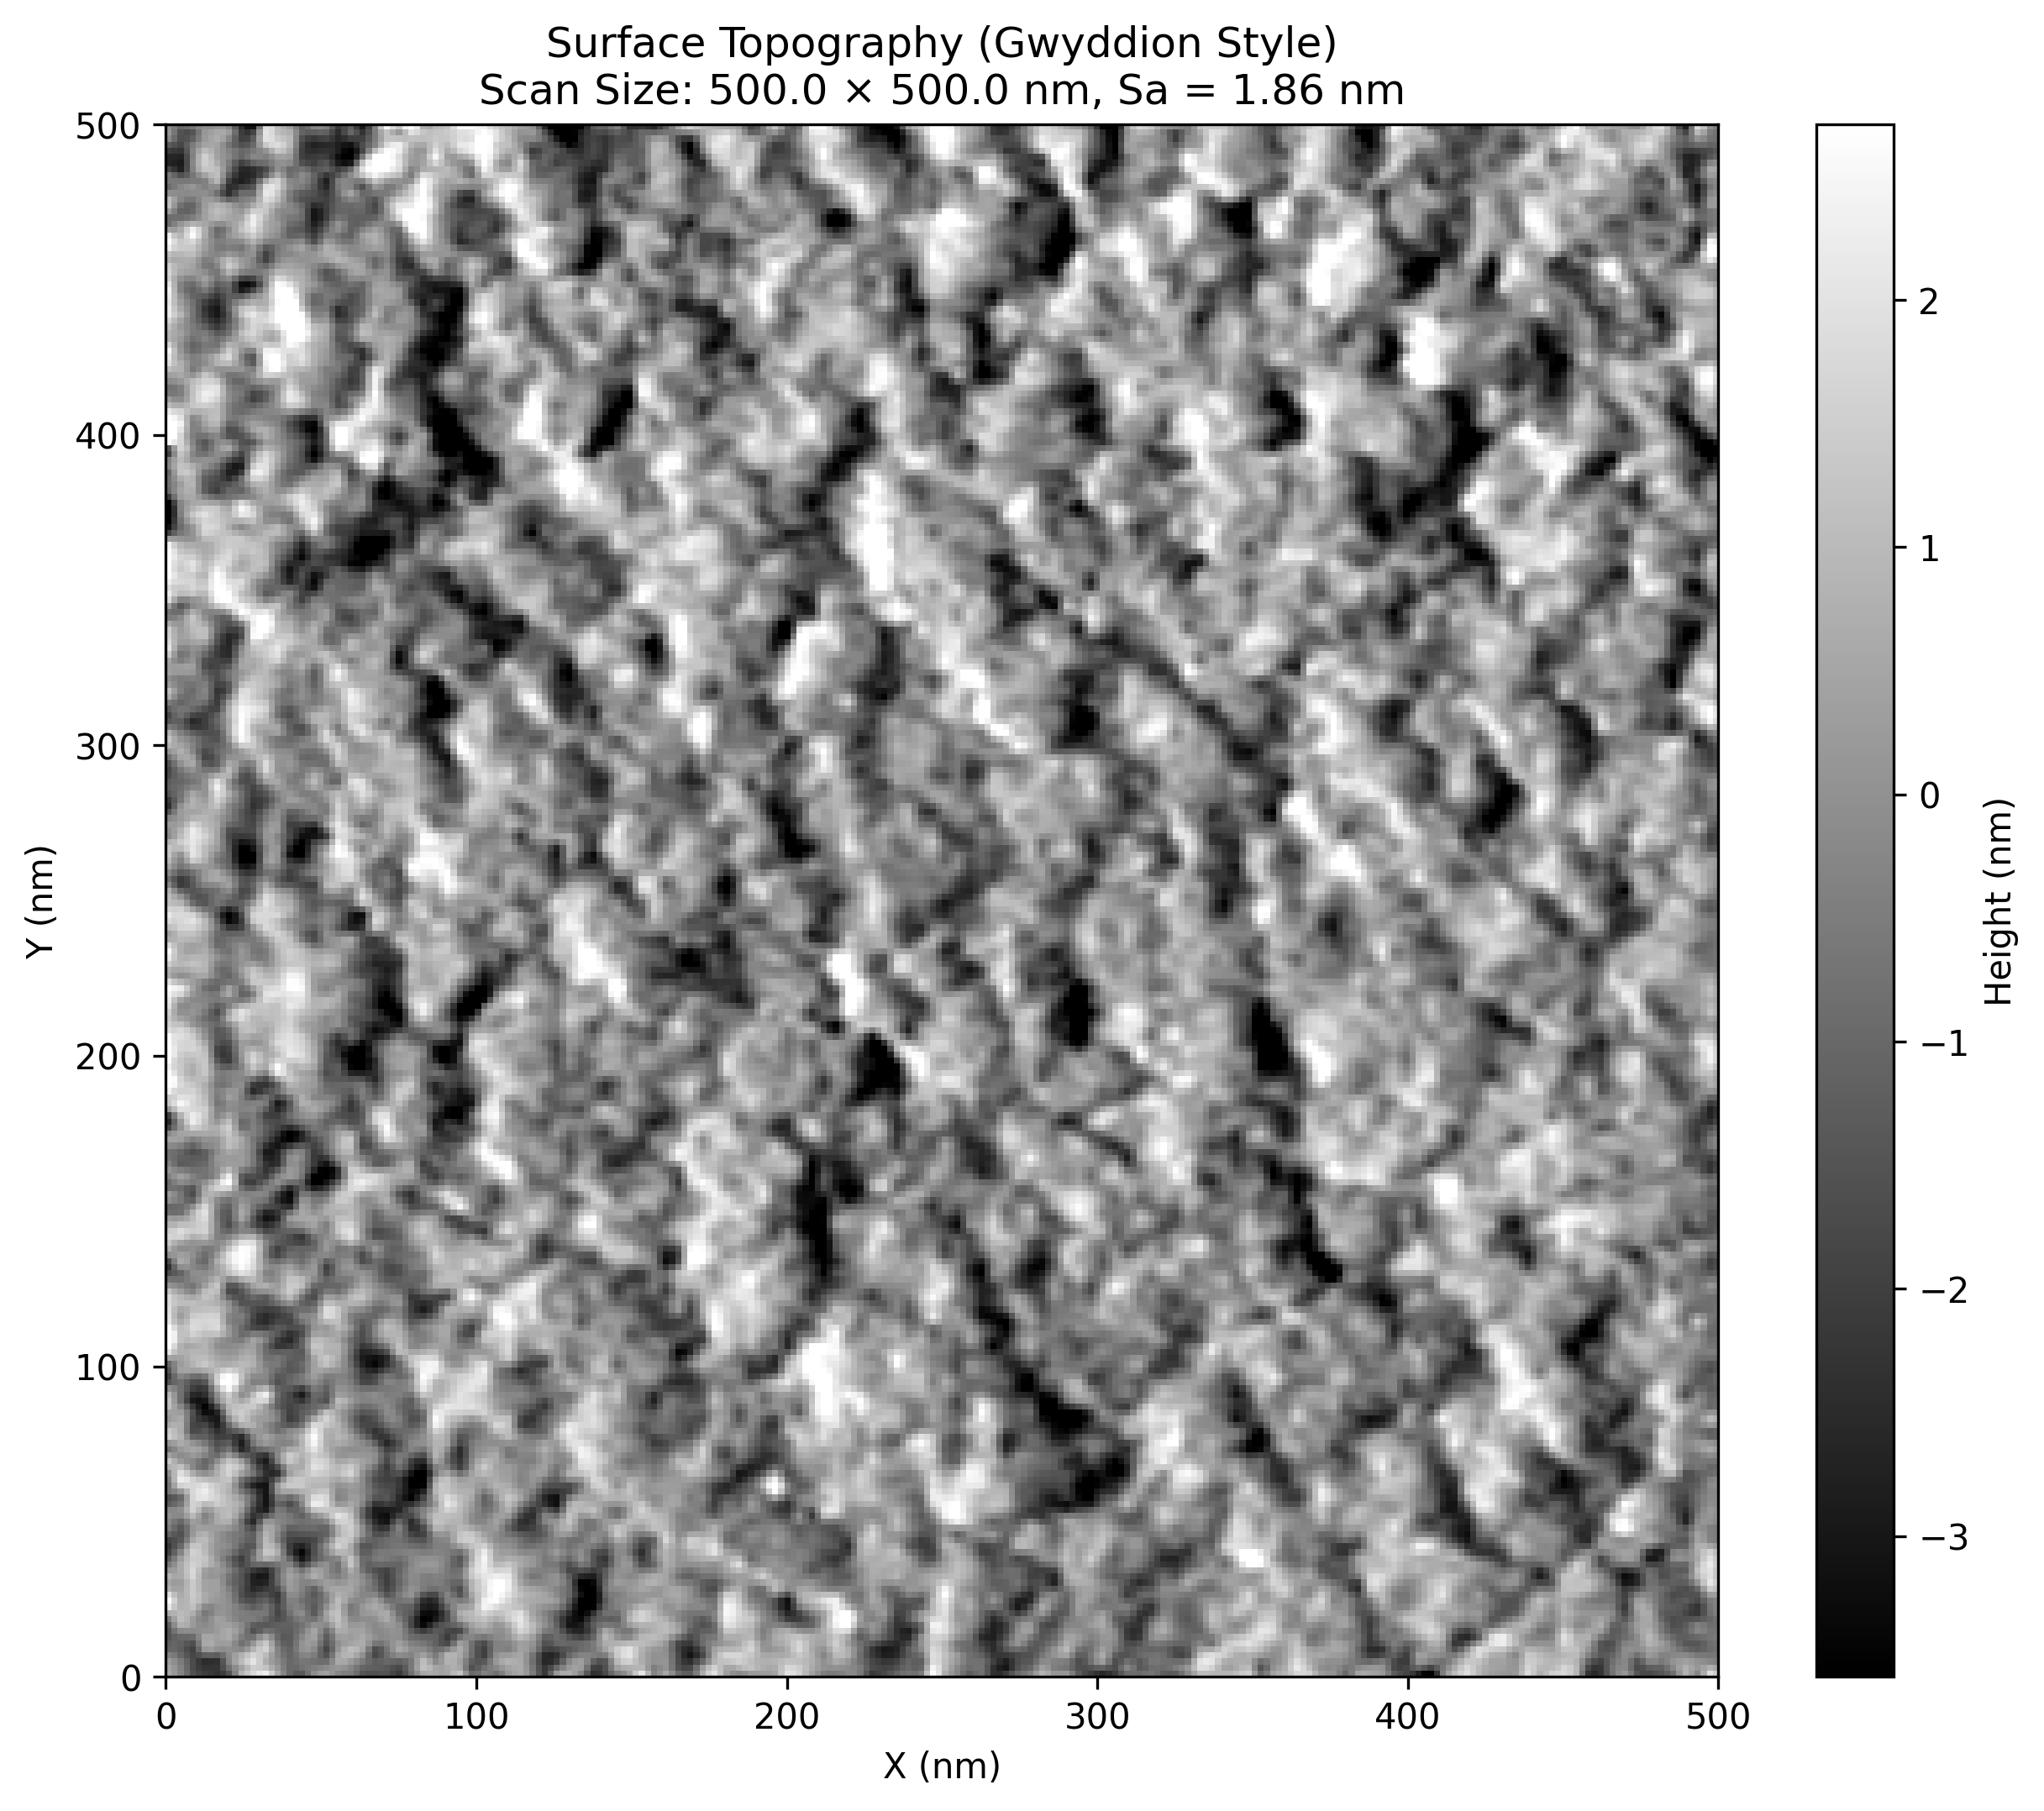 Surface Topography (Gwyddion Style)
Scan Size: 500.0 × 500.0 nm, Sa = 1.86 nm
500
400
300
200
100
0
Y (nm)
0 100 200 300 400 500
X (nm)
2
1
0
−1
−2
−3
Height (nm)